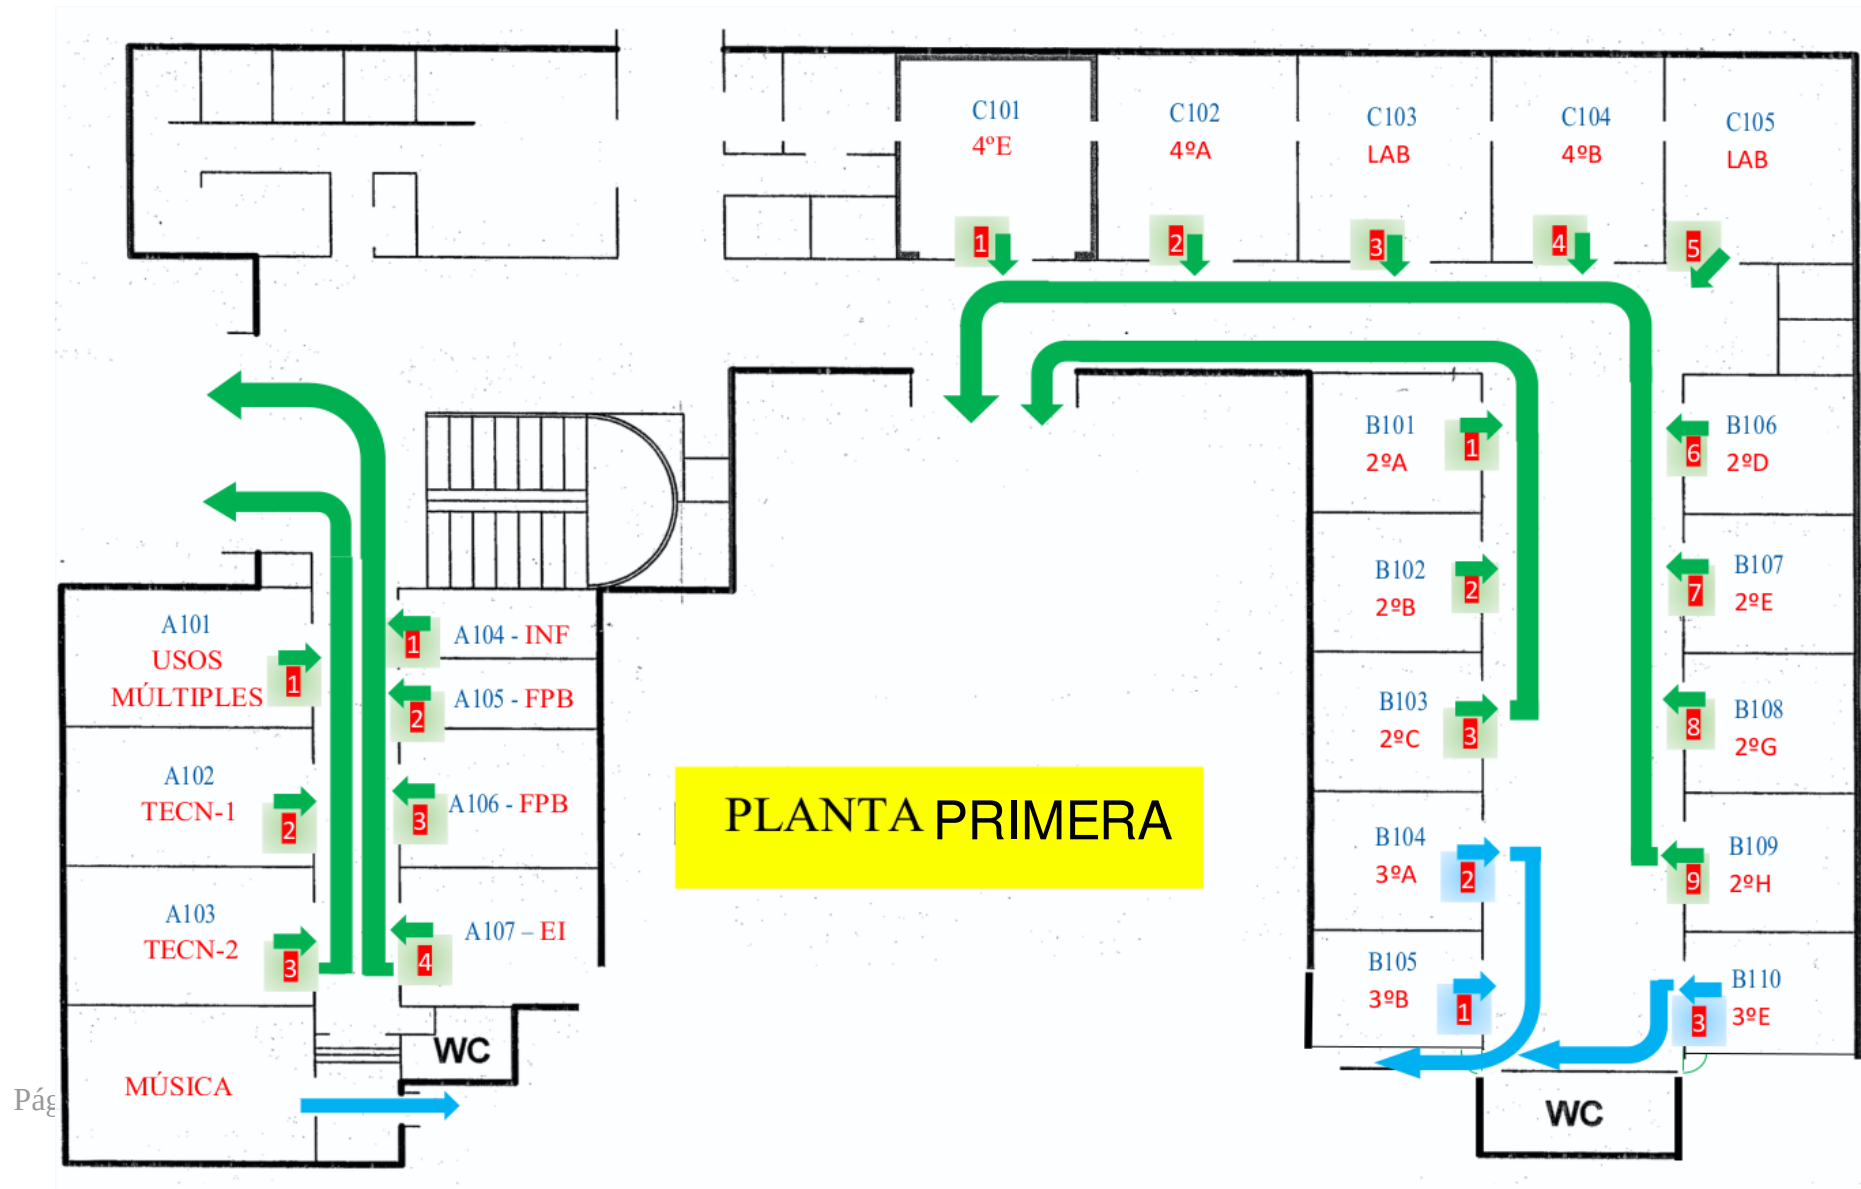 C101
4ºE
1
C102
4ºA
2
C103
LAB
3
C104
4ºB
4
C105
LAB
5
B101
2ºA
1
B106
2ºD
6
B102
2ºB
2
B107
2ºE
7
B103
2ºC
3
B108
2ºG
8
B104
3ºA
2
B109
2ºH
9
B105
3ºB
1
B110
3ºE
3
WC
A101
USOS
MÚLTIPLES
1
A104 - INF
1
A105 - FPB
2
A102
TECN-1
2
A106 - FPB
3
A103
TECN-2
3
A107 – EI
4
WC
MÚSICA
PLANTA PRIMERA
Pág